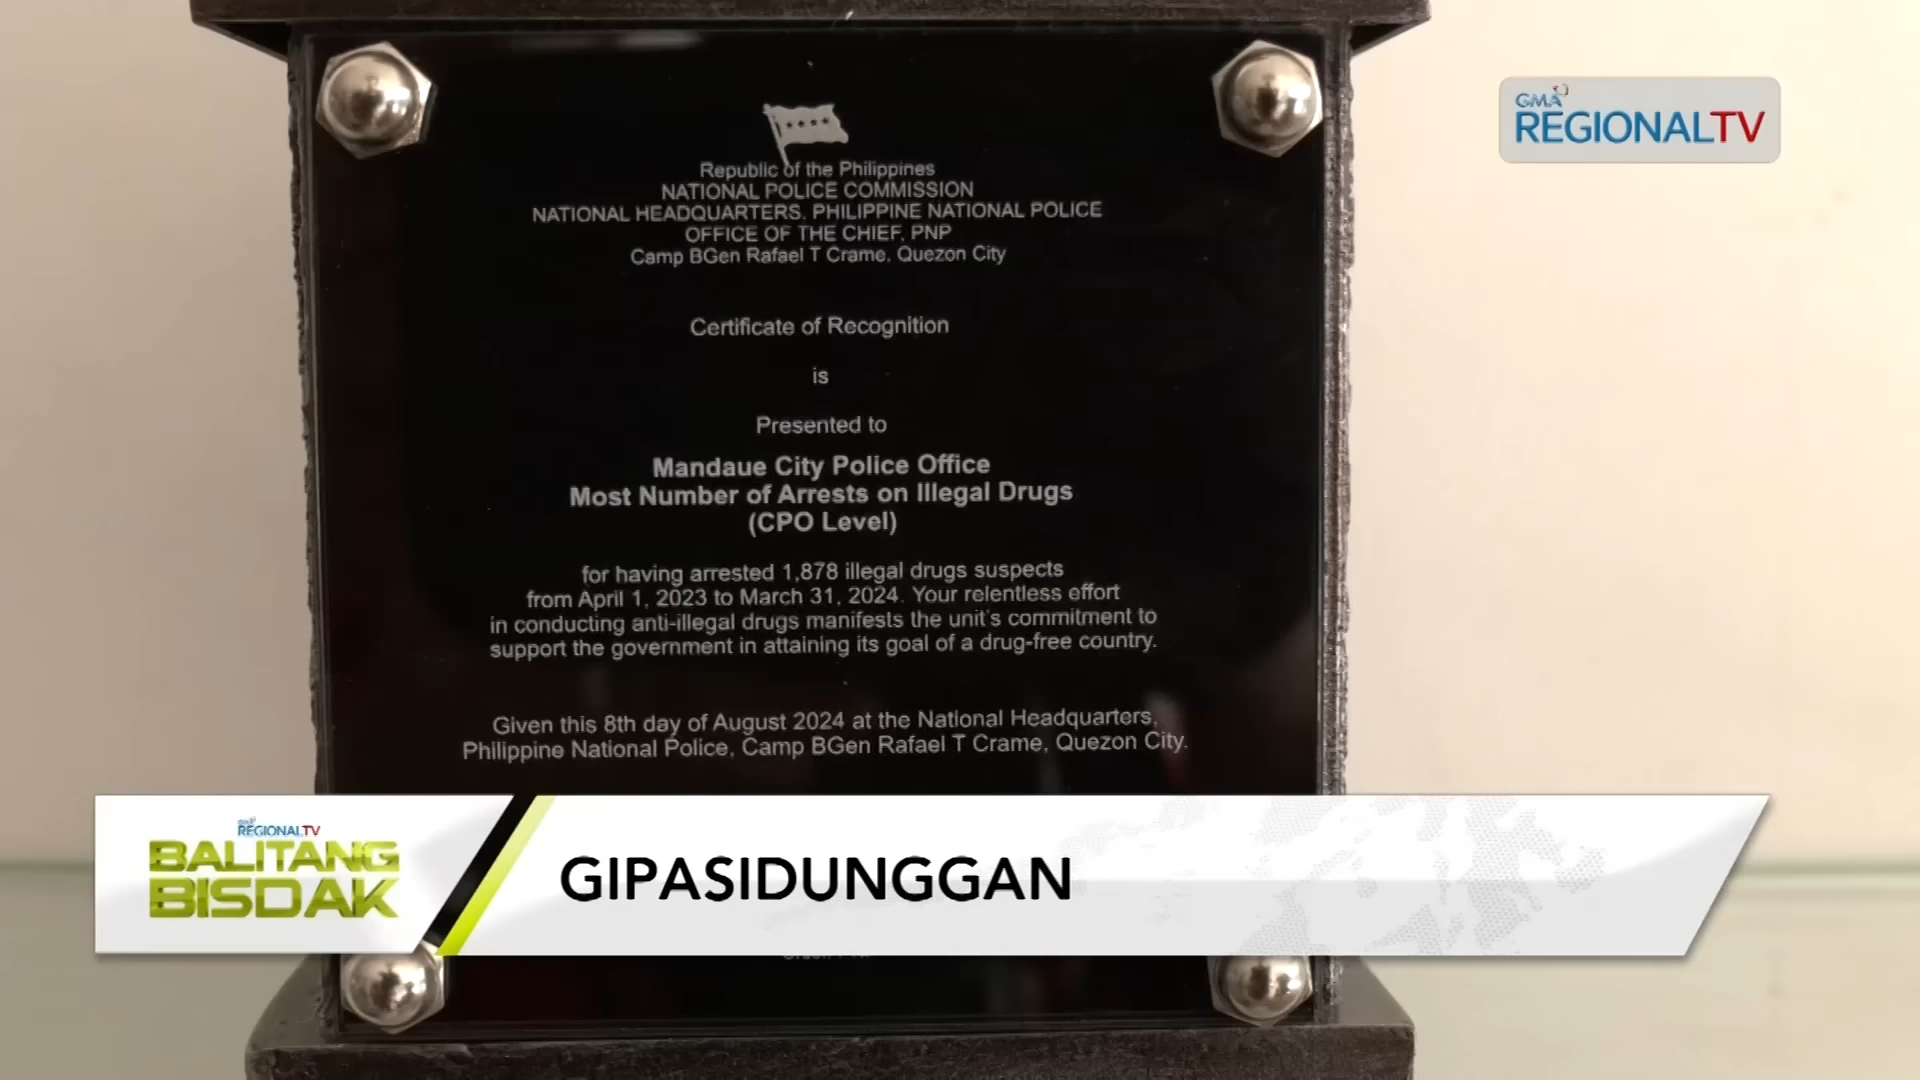 GMA
REGIONALTV
Republic of the Philippines
NATIONAL POLICE COMMISSION
NATIONAL HEADQUARTERS, PHILIPPINE NATIONAL POLICE
OFFICE OF THE CHIEF, PNP
Camp BGen Rafael T Crame, Quezon City
Certificate of Recognition
is
Presented to
Mandaue City Police Office
Most Number of Arrests on Illegal Drugs
(CPO Level)
for having arrested 1,878 illegal drugs suspects
from April 1, 2023 to March 31, 2024. Your relentless effort
in conducting anti-illegal drugs manifests the unit's commitment to
support the government in attaining its goal of a drug-free country.
Given this 8th day of August 2024 at the National Headquarters,
Philippine National Police, Camp BGen Rafael T Crame, Quezon City.
GMA
REGIONALTV
BALITANG
BISDAK
GIPASIDUNGGAN